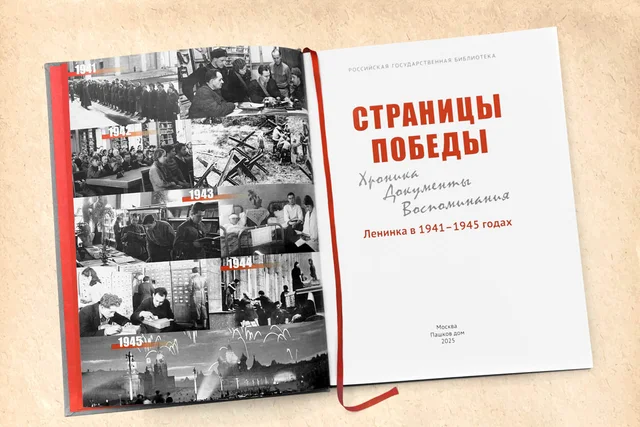 1941
1942
1943
1944
1945
РОССИЙСКАЯ ГОСУДАРСТВЕННАЯ БИБЛИОТЕКА
СТРАНИЦЫ
ПОБЕДЫ
Хроника
Документы
Воспоминания
Ленинка в 1941–1945 годах
Москва
Пашков дом
2025